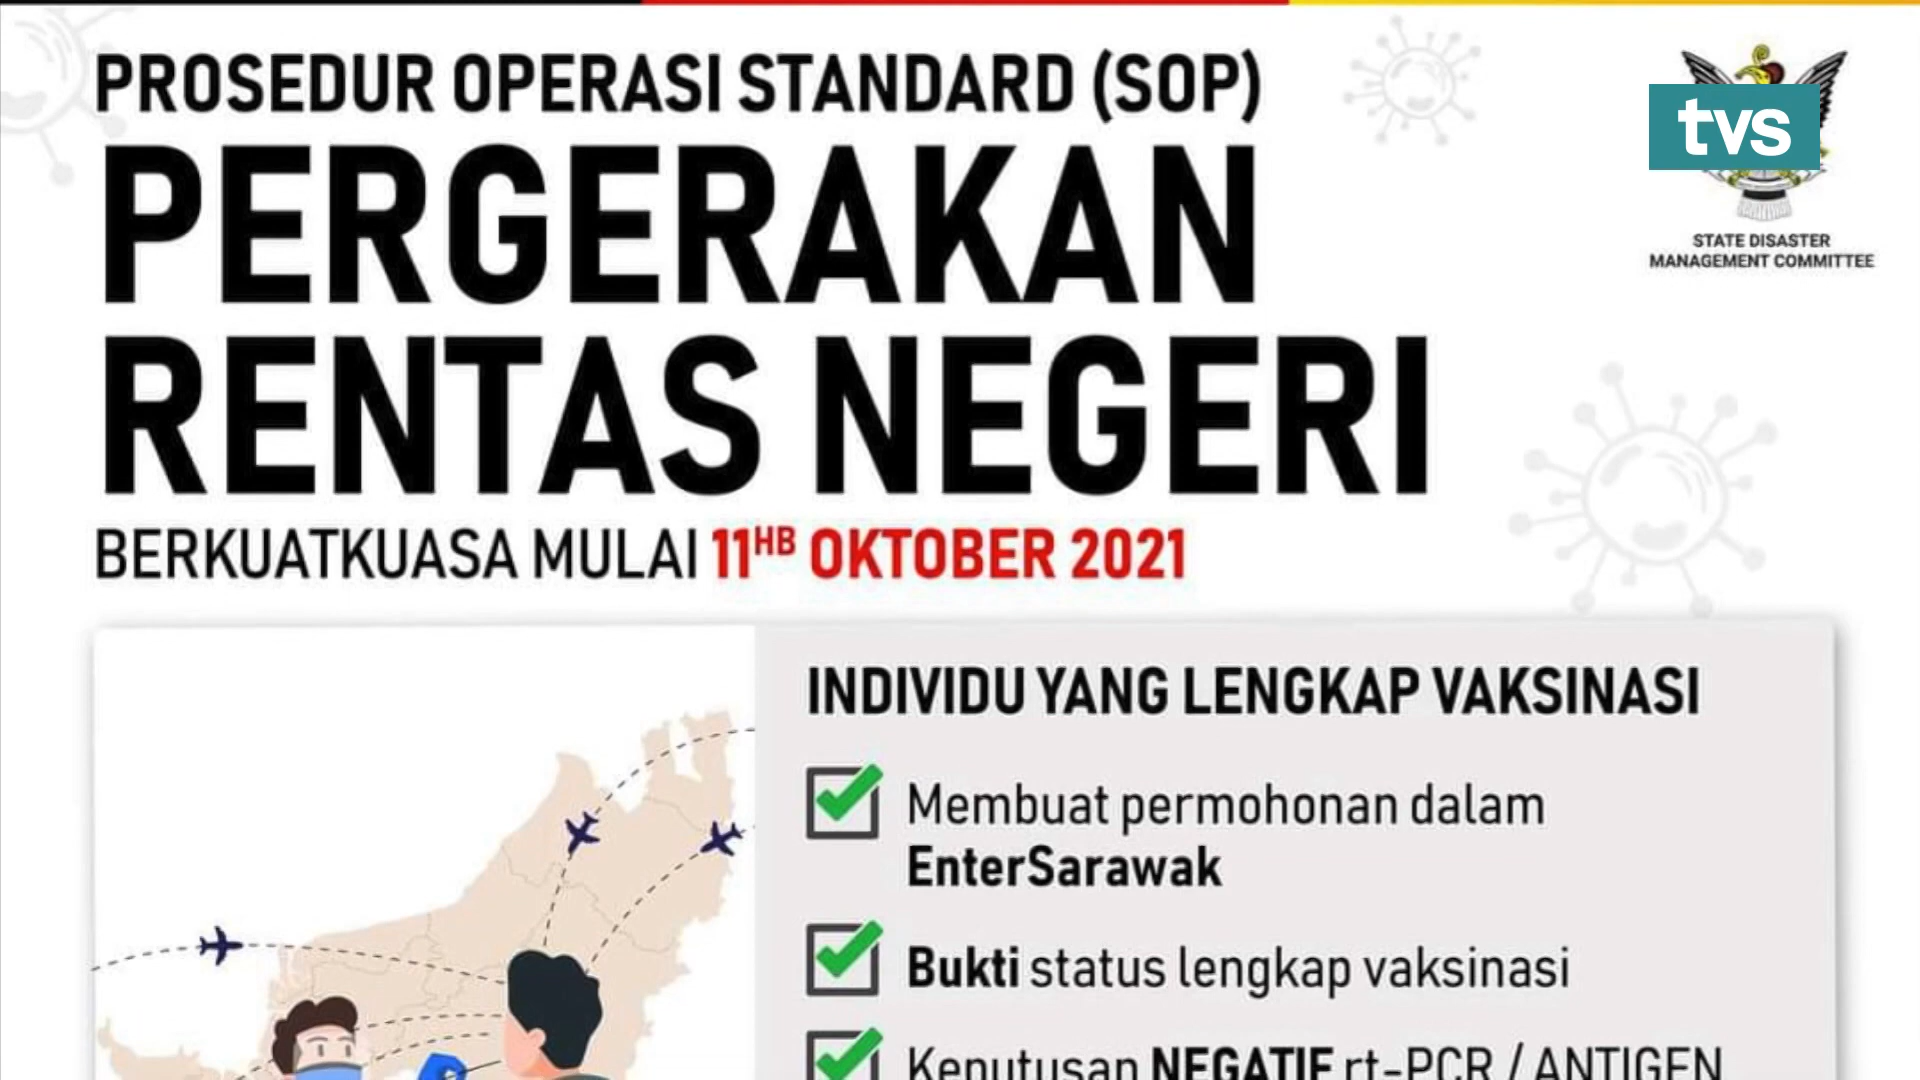 PROSEDUR OPERASI STANDARD (SOP)
PERGERAKAN
RENTAS NEGERI
BERKUATKUASA MULAI 11HB OKTOBER 2021
tvs
STATE DISASTER
MANAGEMENT COMMITTEE
INDIVIDU YANG LENGKAP VAKSINASI
Membuat permohonan dalam
EnterSarawak
Bukti status lengkap vaksinasi
Keputusan NEGATIF rt-PCR / ANTIGEN